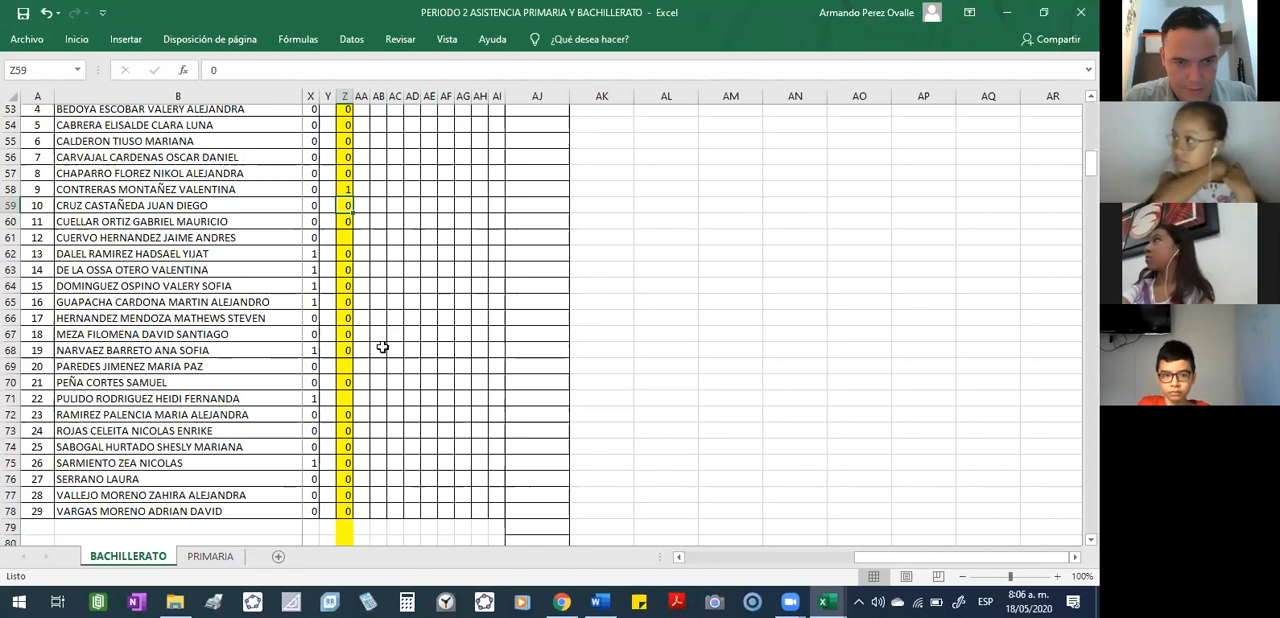 PERIODO 2 ASISTENCIA PRIMARIA Y BACHILLERATO - Excel
Armando Perez Ovalle
Archivo Inicio Insertar Disposición de página Fórmulas Datos Revisar Vista Ayuda ¿Qué desea hacer? Compartir
Z59 fx 0
A B X Y Z AA AB AC AD AE AF AG AH AI AJ AK AL AM AN AO AP AQ AR
53 4 BEDOYA ESCOBAR VALERY ALEJANDRA 0 0
54 5 CABRERA ELISALDE CLARA LUNA 0 0
55 6 CALDERON TIUSO MARIANA 0 0
56 7 CARVAJAL CARDENAS OSCAR DANIEL 0 0
57 8 CHAPARRO FLOREZ NIKOL ALEJANDRA 0 0
58 9 CONTRERAS MONTAÑEZ VALENTINA 0 1
59 10 CRUZ CASTAÑEDA JUAN DIEGO 0 0
60 11 CUELLAR ORTIZ GABRIEL MAURICIO 0 0
61 12 CUERVO HERNANDEZ JAIME ANDRES 0
62 13 DALEL RAMIREZ HADSAEL YIJAT 1 0
63 14 DE LA OSSA OTERO VALENTINA 1 0
64 15 DOMINGUEZ OSPINO VALERY SOFIA 1 0
65 16 GUAPACHA CARDONA MARTIN ALEJANDRO 1 0
66 17 HERNANDEZ MENDOZA MATHEWS STEVEN 0 0
67 18 MEZA FILOMENA DAVID SANTIAGO 0 0
68 19 NARVAEZ BARRETO ANA SOFIA 1 0
69 20 PAREDES JIMENEZ MARIA PAZ 0
70 21 PEÑA CORTES SAMUEL 0 0
71 22 PULIDO RODRIGUEZ HEIDI FERNANDA 1
72 23 RAMIREZ PALENCIA MARIA ALEJANDRA 0 0
73 24 ROJAS CELEITA NICOLAS ENRIKE 0 0
74 25 SABOGAL HURTADO SHESLY MARIANA 0 0
75 26 SARMIENTO ZEA NICOLAS 1 0
76 27 SERRANO LAURA 0 0
77 28 VALLEJO MORENO ZAHIRA ALEJANDRA 0 0
78 29 VARGAS MORENO ADRIAN DAVID 0 0
79
80
BACHILLERATO PRIMARIA
Listo 100%
ESP 8:06 a. m.
18/05/2020